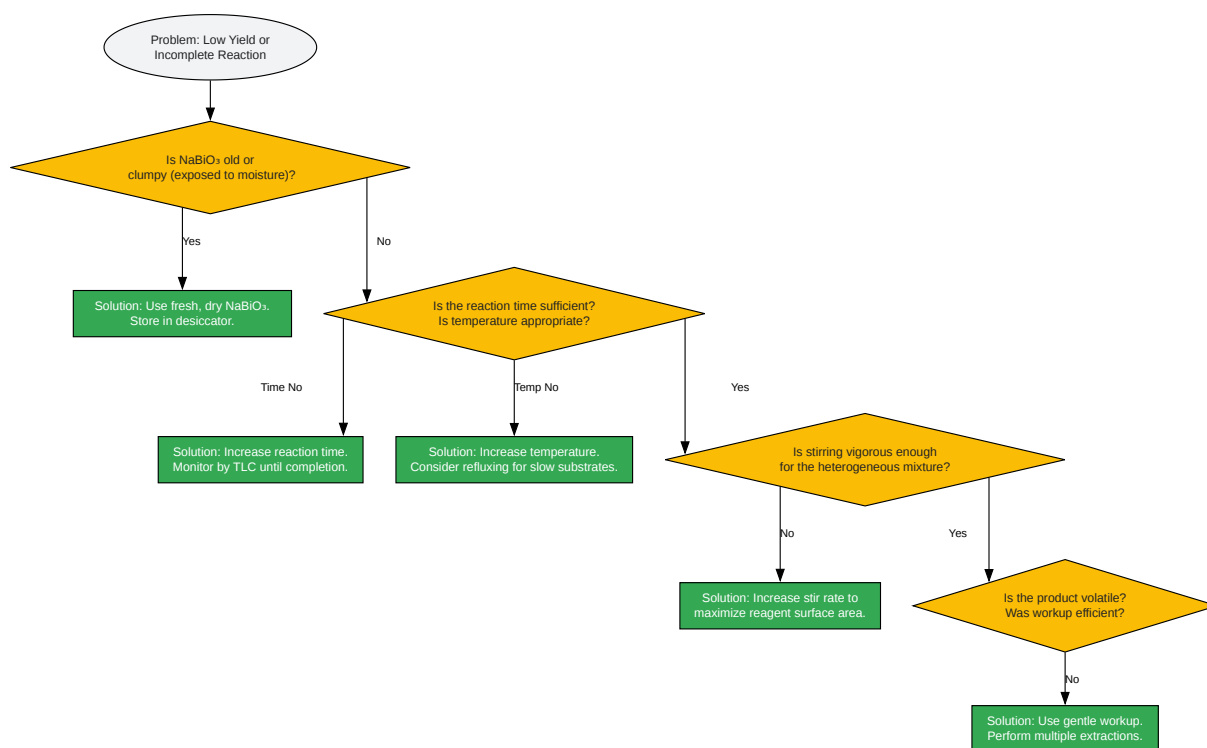 Problem: Low Yield or
Incomplete Reaction
Is NaBiO₃ old or
clumpy (exposed to moisture)?
Yes
No
Solution: Use fresh, dry NaBiO₃.
Store in desiccator.
Is the reaction time sufficient?
Is temperature appropriate?
Time No
Temp No
Yes
Solution: Increase reaction time.
Monitor by TLC until completion.
Solution: Increase temperature.
Consider refluxing for slow substrates.
Is stirring vigorous enough
for the heterogeneous mixture?
No
Yes
Solution: Increase stir rate to
maximize reagent surface area.
Is the product volatile?
Was workup efficient?
No
Solution: Use gentle workup.
Perform multiple extractions.